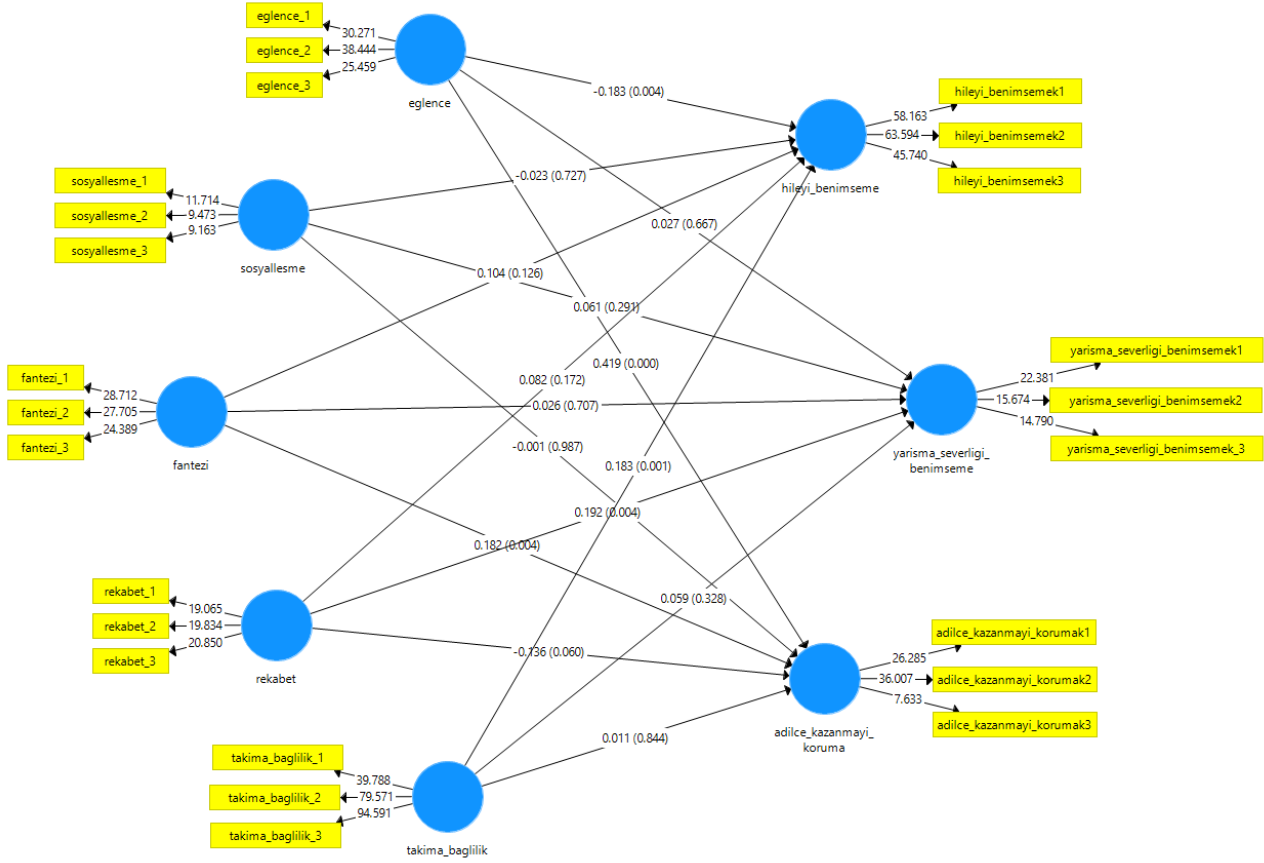 eglence_1
30.271
eglence_2
38.444
eglence_3
25.459
eglence
-0.183 (0.004)
hileyi_benimsemek1
58.163
hileyi_benimsemek2
63.594
hileyi_benimsemek3
45.740
hileyi_benimseme
sosyallesme_1
11.714
sosyallesme_2
9.473
sosyallesme_3
9.163
sosyallesme
-0.023 (0.727)
0.027 (0.667)
0.104 (0.126)
0.061 (0.291)
0.419 (0.000)
0.082 (0.172)
0.026 (0.707)
fantezi_1
28.712
fantezi_2
27.705
fantezi_3
24.389
fantezi
yarisma_severligi_benimsemek1
22.381
yarisma_severligi_benimsemek2
15.674
yarisma_severligi_benimsemek_3
14.790
yarisma_severligi_
benimseme
-0.001 (0.987)
0.183 (0.001)
0.192 (0.004)
0.182 (0.004)
0.059 (0.328)
rekabet_1
19.065
rekabet_2
19.834
rekabet_3
20.850
rekabet
-0.136 (0.060)
adilce_kazanmayi_korumak1
26.285
adilce_kazanmayi_korumak2
36.007
adilce_kazanmayi_korumak3
7.633
adilce_kazanmayi_
koruma
0.011 (0.844)
takima_baglilik_1
39.788
takima_baglilik_2
79.571
takima_baglilik_3
94.591
takima_baglilik